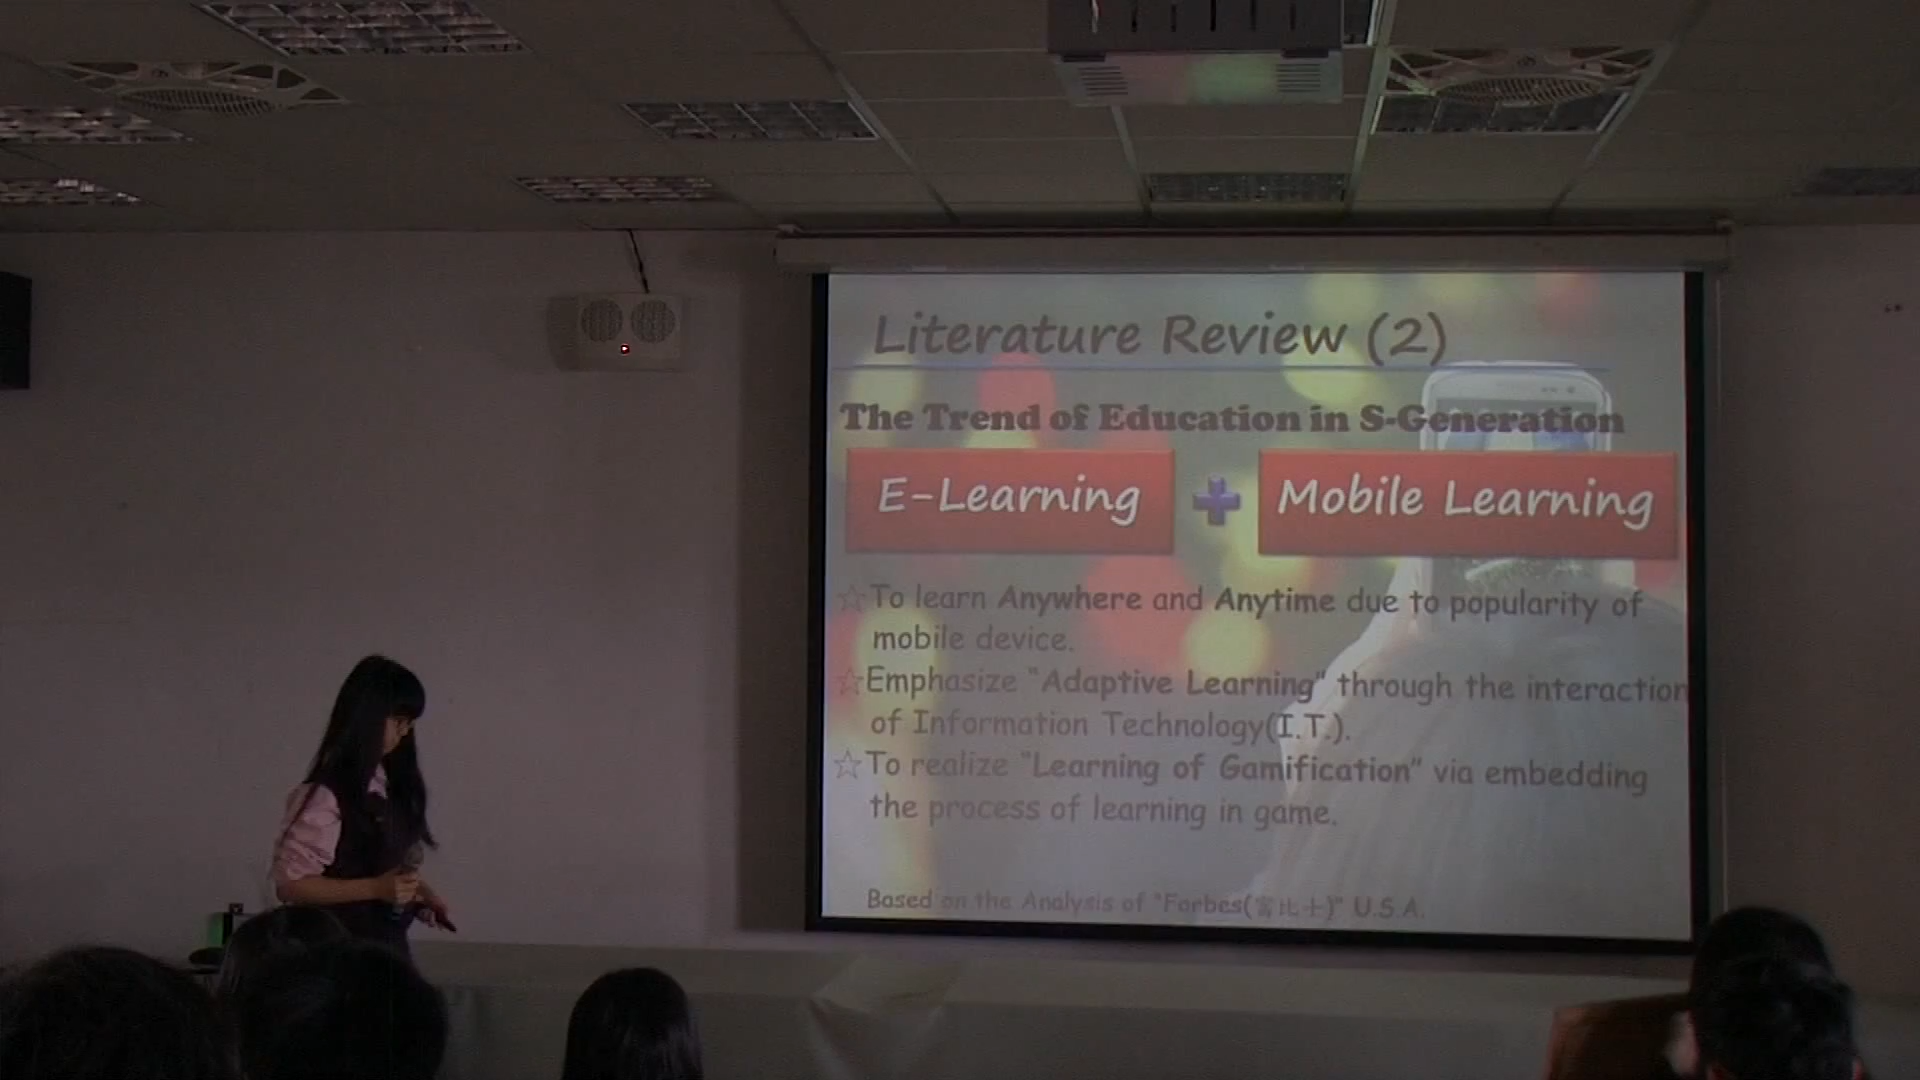 Literature Review (2)
The Trend of Education in S-Generation
E-Learning + Mobile Learning
☆To learn Anywhere and Anytime due to popularity of
mobile device.
☆Emphasize "Adaptive Learning" through the interaction
of Information Technology(I.T.).
☆To realize "Learning of Gamification" via embedding
the process of learning in game.
Based on the Analysis of "Forbes(富比士)" U.S.A.